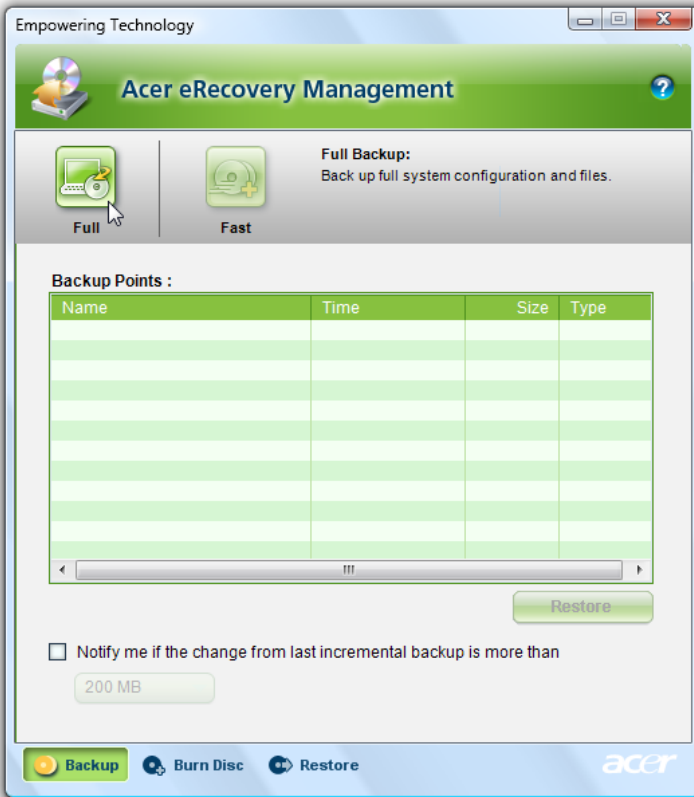 Empowering Technology
Acer eRecovery Management
?
Full
Fast
Full Backup:
Back up full system configuration and files.
Backup Points :
Name Time Size Type
Restore
Notify me if the change from last incremental backup is more than
200 MB
Backup Burn Disc Restore acer